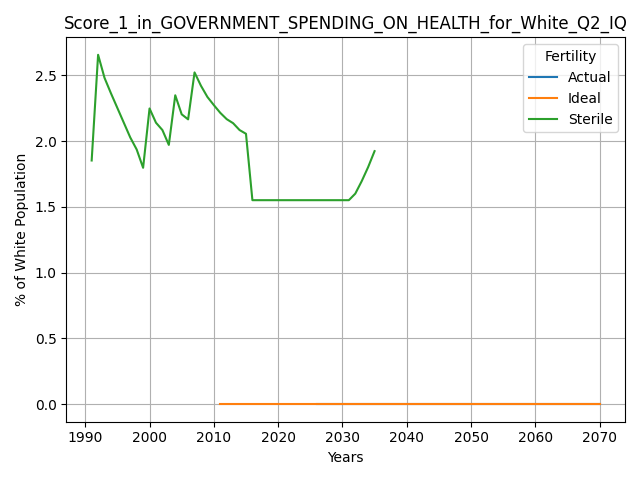 Score_1_in_GOVERNMENT_SPENDING_ON_HEALTH_for_White_Q2_IQ
Fertility
Actual
Ideal
Sterile
% of White Population
2.5
2.0
1.5
1.0
0.5
0.0
1990 2000 2010 2020 2030 2040 2050 2060 2070
Years